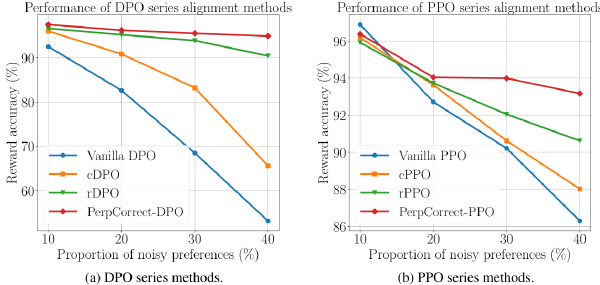 Performance of DPO series alignment methods
Reward accuracy (%)
90
80
70
60
Vanilla DPO
cDPO
rDPO
PerpCorrect-DPO
10 20 30 40
Proportion of noisy preferences (%)
(a) DPO series methods.
Performance of PPO series alignment methods
Reward accuracy (%)
96
94
92
90
88
86
Vanilla PPO
cPPO
rPPO
PerpCorrect-PPO
10 20 30 40
Proportion of noisy preferences (%)
(b) PPO series methods.